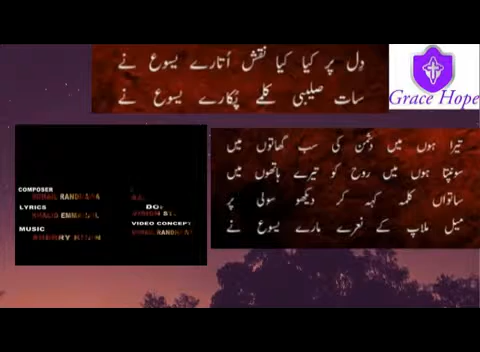 دِل پر کیا کیا نقش اُتارے یسوع نے
سات صلیبی کلمے پُکارے یسوع نے
Grace Hope
تیرا ہوں میں دشمن کی سب گھاتوں میں
سونپتا ہوں میں روح کو تیرے ہاتھوں میں
ساتواں کلمہ کہہ کر دیکھو سولی پر
میل ملاپ کے نعرے مارے یسوع نے
COMPOSER
LYRICS
MUSIC
VIDEO CONCEPT